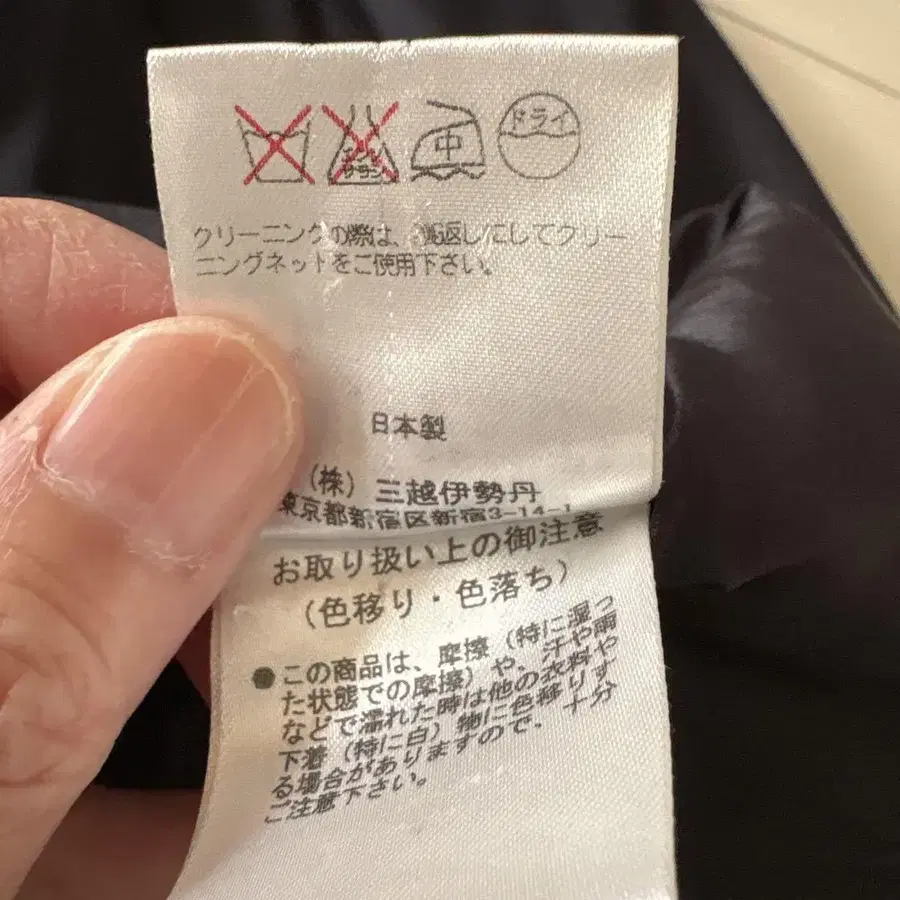 中 ドライ
クリーニングの際は、裏返しにしてクリー
ニングネットをご使用下さい。
日本製
(株) 三越伊勢丹
東京都新宿区新宿3-14-1
お取り扱い上の御注意
(色移り・色落ち)
●この商品は、摩擦(特に湿っ
た状態での摩擦)や、汗や雨
などで濡れた時は他の衣料や
下着(特に白)物に色移りす
る場合がありますので、十分
ご注意下さい。